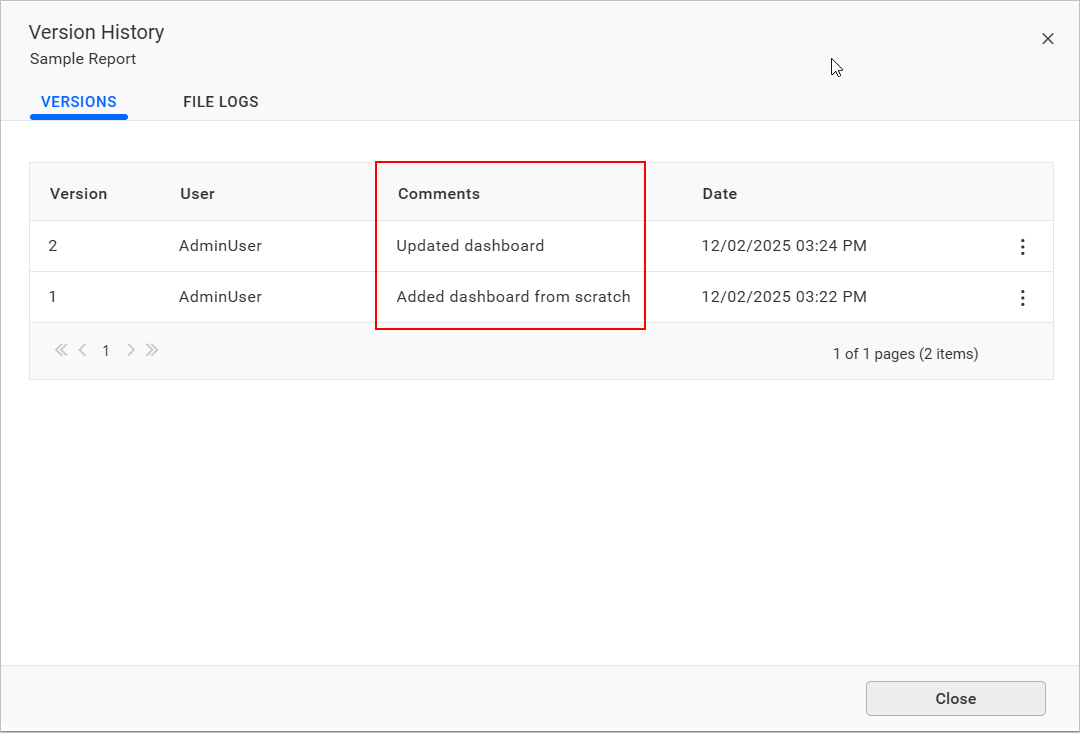 Version History
Sample Report
VERSIONS FILE LOGS
Version User Comments Date
2 AdminUser Updated dashboard 12/02/2025 03:24 PM
1 AdminUser Added dashboard from scratch 12/02/2025 03:22 PM
1 1 of 1 pages (2 items)
Close